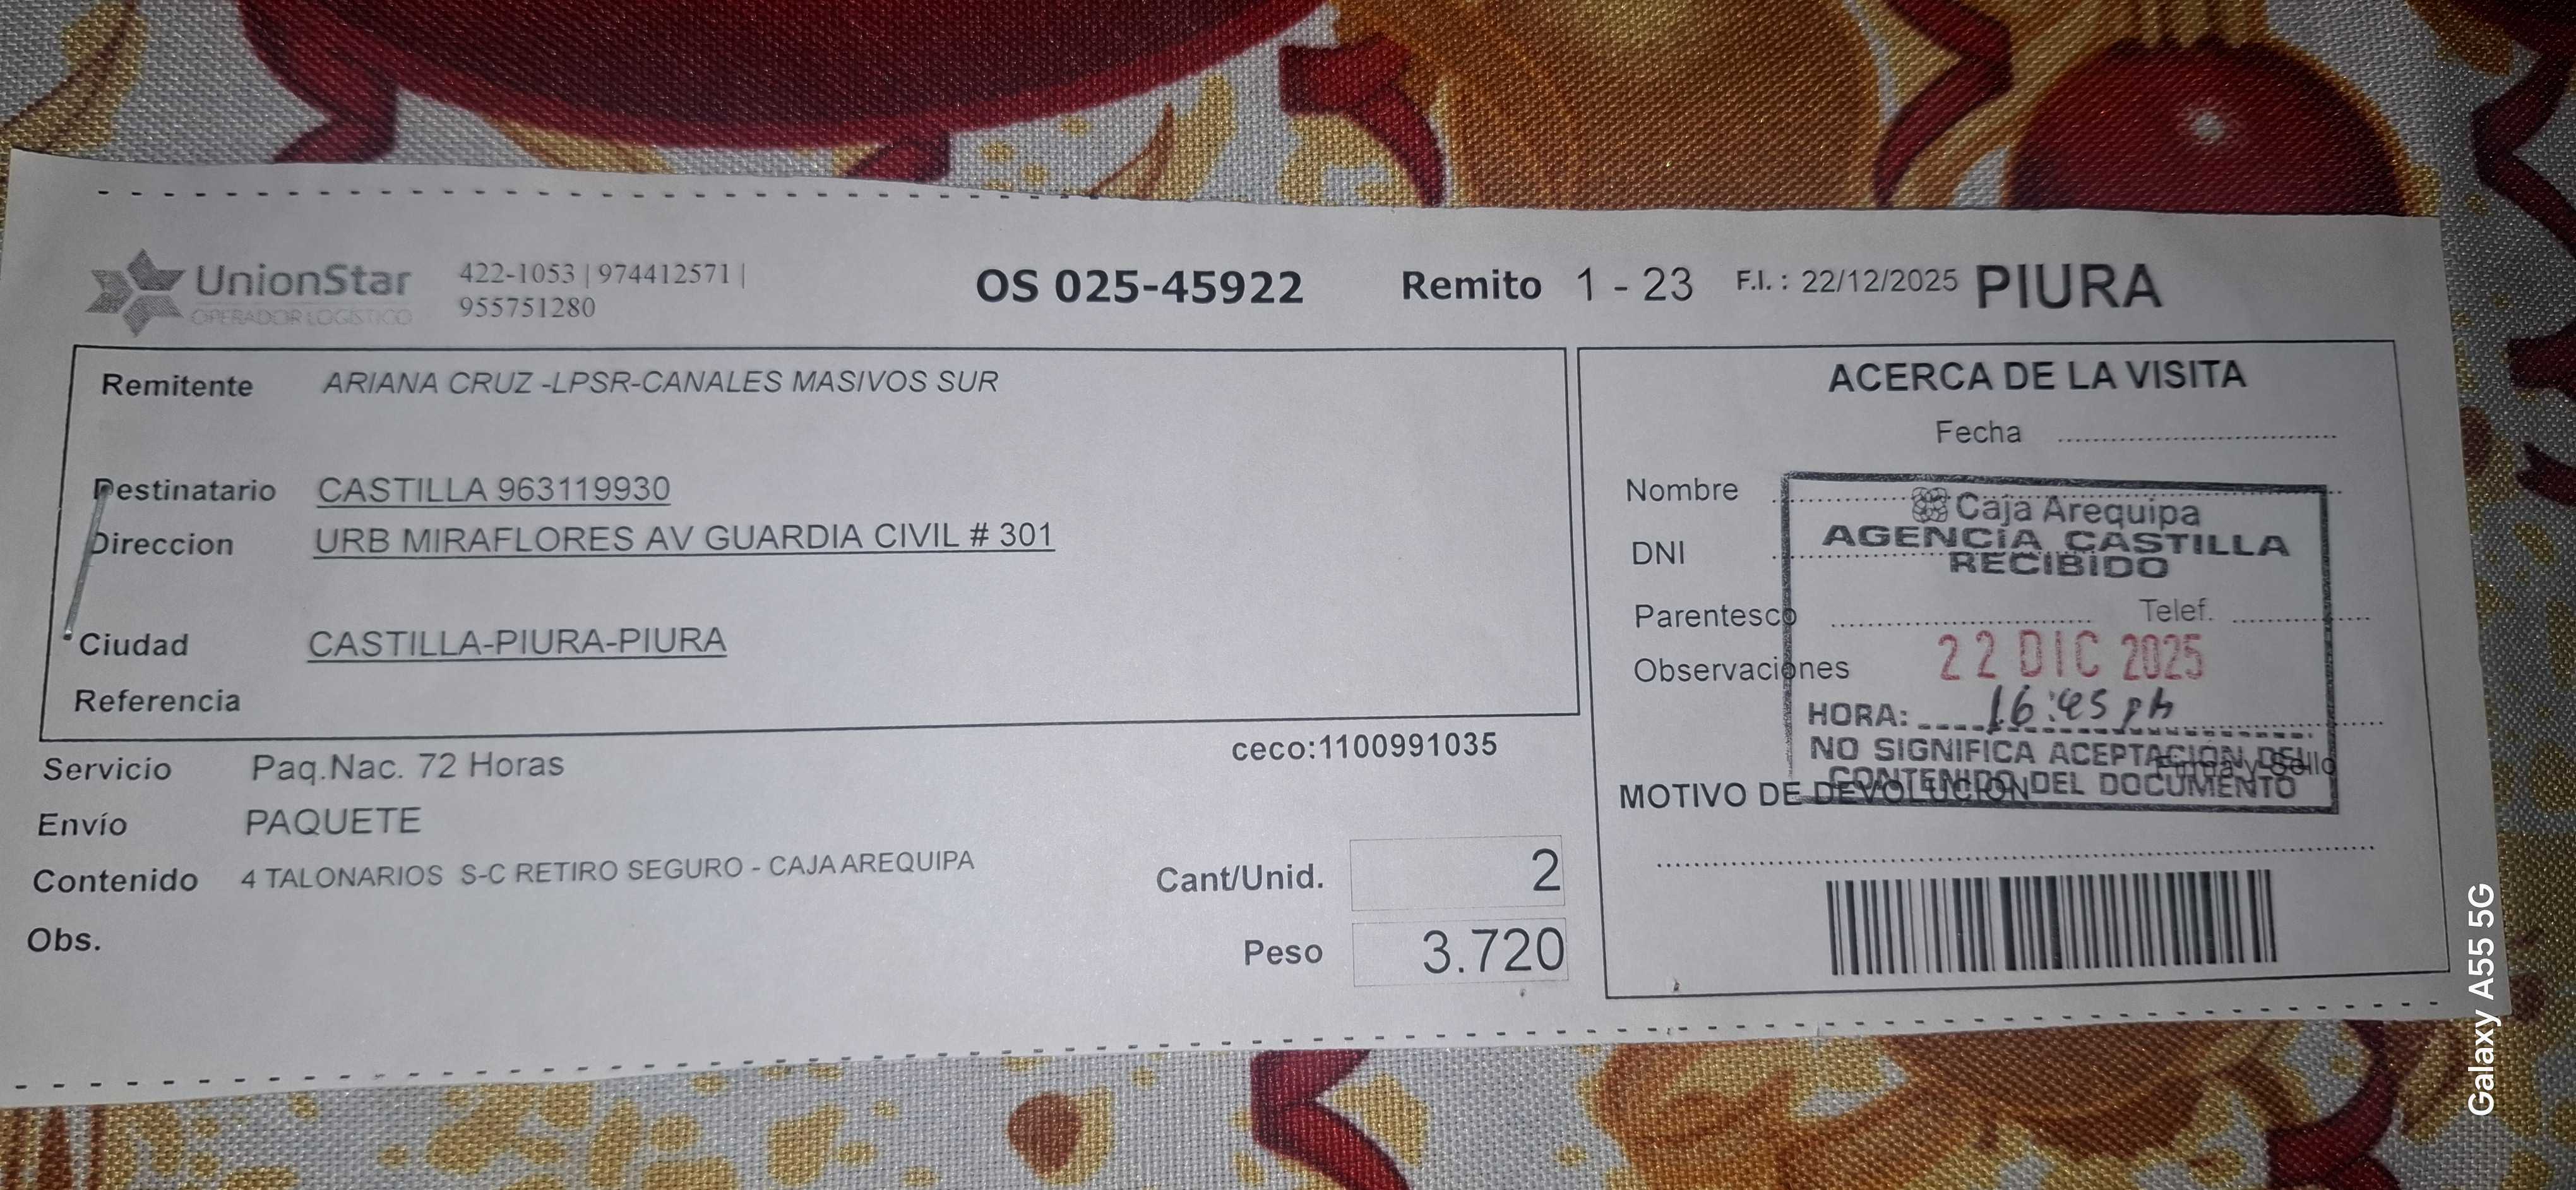 UnionStar
OPERADOR LOGÍSTICO
422-1053 | 974412571 |
955751280
OS 025-45922 Remito 1 - 23 F.I. : 22/12/2025 PIURA
Remitente ARIANA CRUZ -LPSR-CANALES MASIVOS SUR
Destinatario CASTILLA 963119930
Direccion URB MIRAFLORES AV GUARDIA CIVIL # 301
Ciudad CASTILLA-PIURA-PIURA
Referencia
Servicio Paq.Nac. 72 Horas
ceco:1100991035
Envío PAQUETE
Contenido 4 TALONARIOS S-C RETIRO SEGURO - CAJA AREQUIPA
Cant/Unid. 2
Obs.
Peso 3.720
ACERCA DE LA VISITA
Fecha
Nombre
DNI
Parentesco
Telef.
Observaciones
Firma y Sello
MOTIVO DE DEVOLUCION
Caja Arequipa
AGENCIA CASTILLA
RECIBIDO
22 DIC 2025
HORA: 16:45 pm
NO SIGNIFICA ACEPTACIÓN DEL
CONTENIDO DEL DOCUMENTO
Galaxy A55 5G